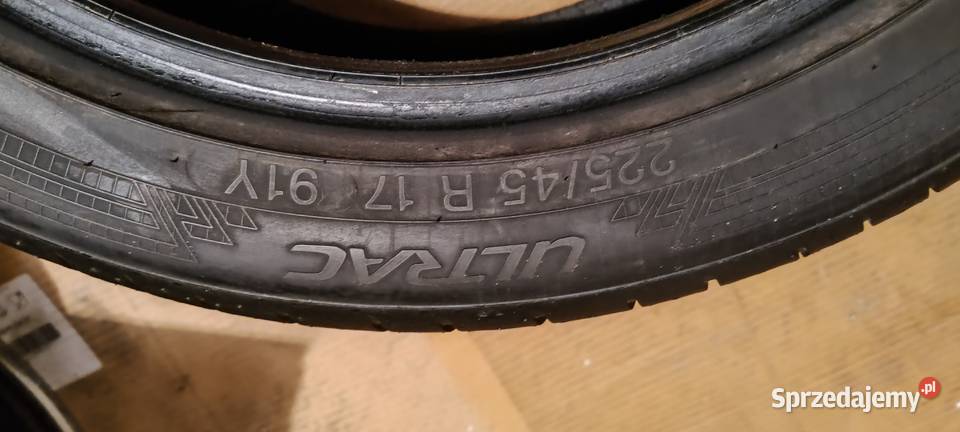 225/45 R 17 91Y
ULTRAC
Sprzedajemy.pl